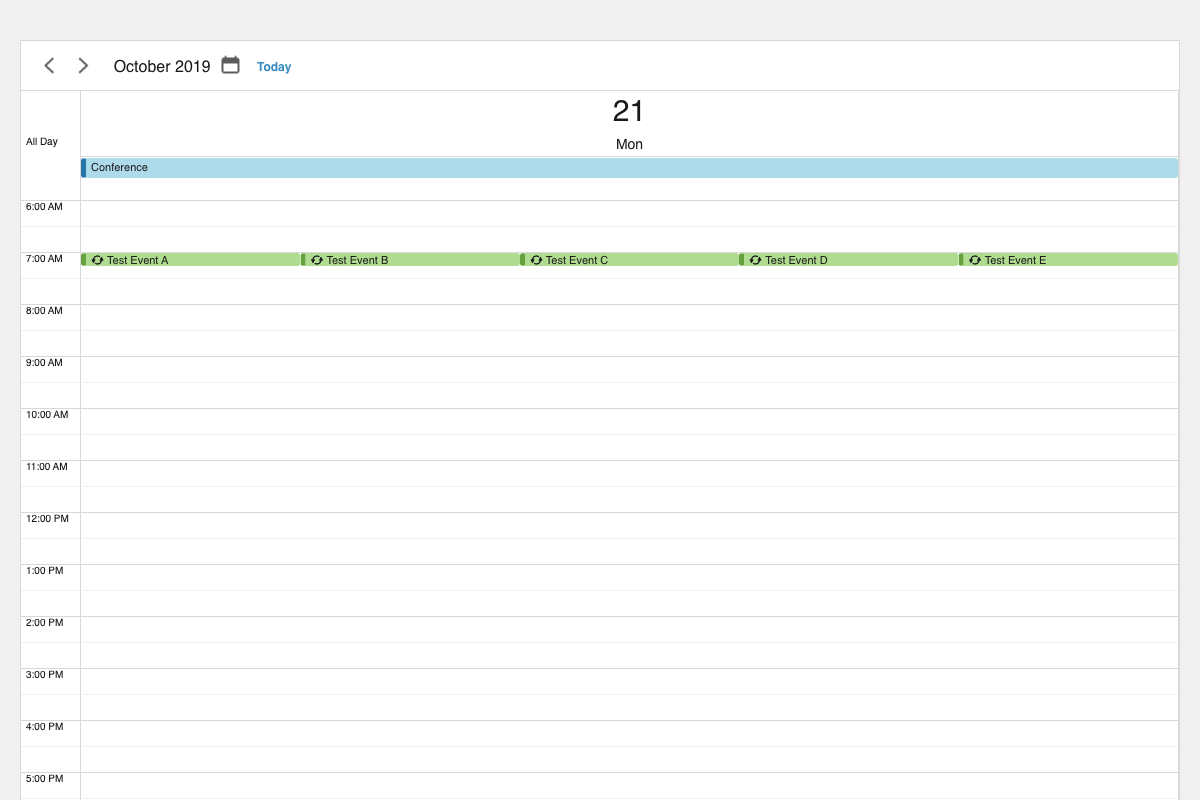 October 2019 Today
21
All Day
Mon
Conference
6:00 AM
7:00 AM Test Event A Test Event B Test Event C Test Event D Test Event E
8:00 AM
9:00 AM
10:00 AM
11:00 AM
12:00 PM
1:00 PM
2:00 PM
3:00 PM
4:00 PM
5:00 PM